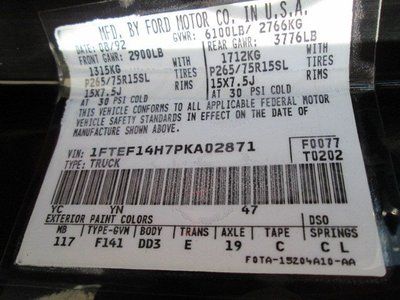 MFD. BY FORD MOTOR CO. IN U.S.A.
DATE: 08/92 GVWR: 6100LB/ 2766KG
FRONT GAWR: 2900LB REAR GAWR: 3776LB
1315KG WITH 1712KG WITH
P265/75R15SL TIRES P265/75R15SL TIRES
15X7.5J RIMS 15X7.5J RIMS
AT 30 PSI COLD AT 30 PSI COLD
THIS VEHICLE CONFORMS TO ALL APPLICABLE FEDERAL MOTOR
VEHICLE SAFETY STANDARDS IN EFFECT ON THE DATE OF
MANUFACTURE SHOWN ABOVE.
VIN: 1FTEF14H7PKA02871 F0077
TYPE: TRUCK T0202
YC YN 47
EXTERIOR PAINT COLORS DSO
WB TYPE-GVM BODY TRANS AXLE TAPE SPRINGS
117 F141 DD3 E 19 C C L
F0TA-15204A10-AA